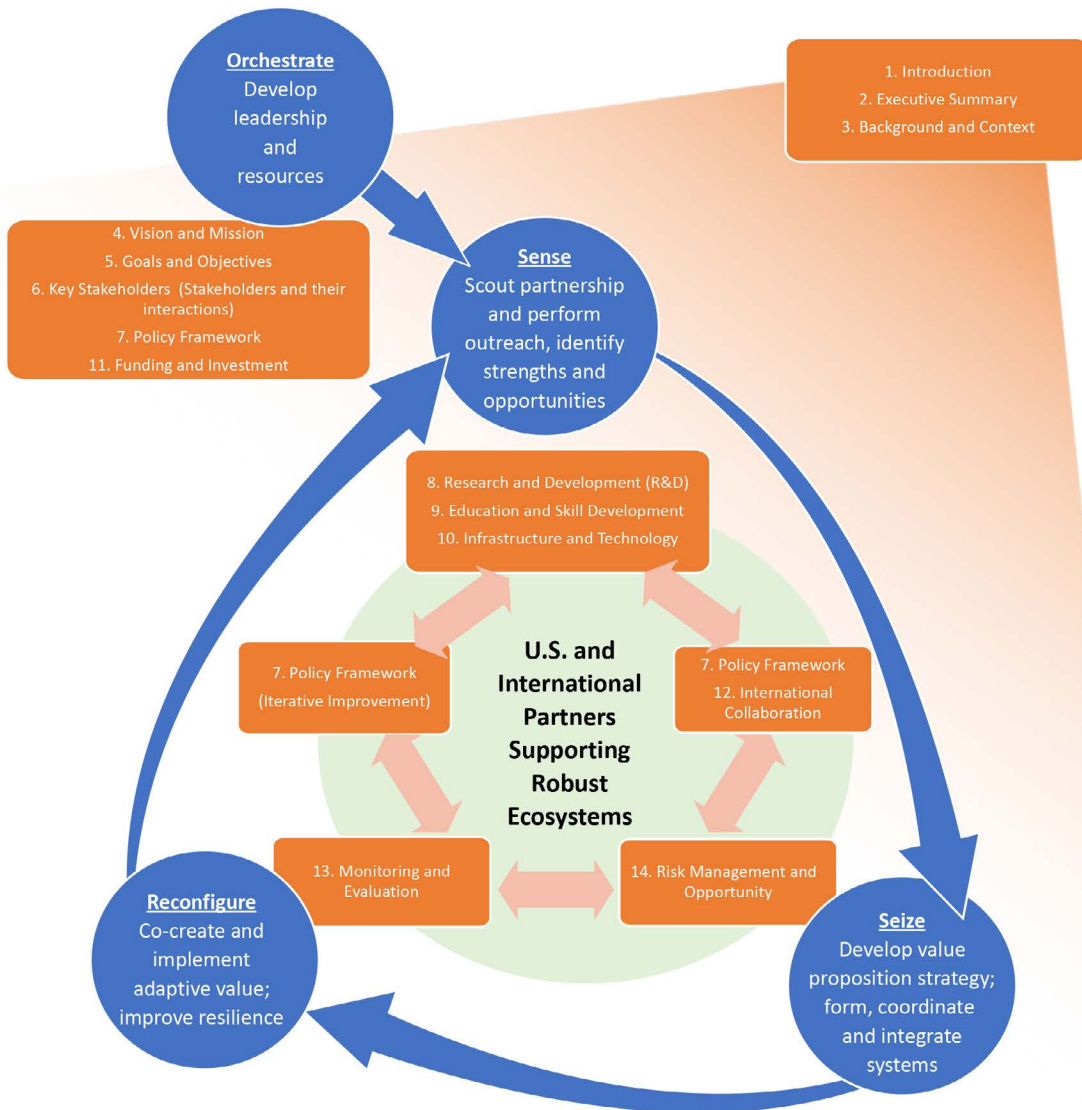 Orchestrate
Develop
leadership
and
resources
1. Introduction
2. Executive Summary
3. Background and Context
4. Vision and Mission
5. Goals and Objectives
6. Key Stakeholders (Stakeholders and their
interactions)
7. Policy Framework
11. Funding and Investment
Sense
Scout partnership
and perform
outreach, identify
strengths and
opportunities
8. Research and Development (R&D)
9. Education and Skill Development
10. Infrastructure and Technology
7. Policy Framework
(Iterative Improvement)
U.S. and
International
Partners
Supporting
Robust
Ecosystems
7. Policy Framework
12. International
Collaboration
13. Monitoring and
Evaluation
14. Risk Management and
Opportunity
Reconfigure
Co-create and
implement
adaptive value;
improve resilience
Seize
Develop value
proposition strategy;
form, coordinate
and integrate
systems